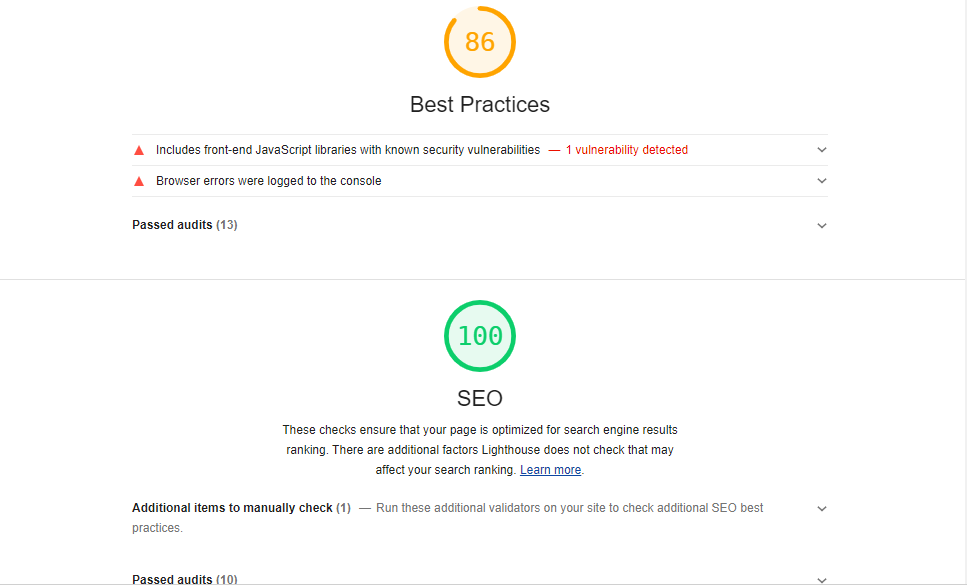 86
Best Practices
Includes front-end JavaScript libraries with known security vulnerabilities — 1 vulnerability detected
Browser errors were logged to the console
Passed audits (13)
100
SEO
These checks ensure that your page is optimized for search engine results
ranking. There are additional factors Lighthouse does not check that may
affect your search ranking. Learn more.
Additional items to manually check (1) — Run these additional validators on your site to check additional SEO best
practices.
Passed audits (10)